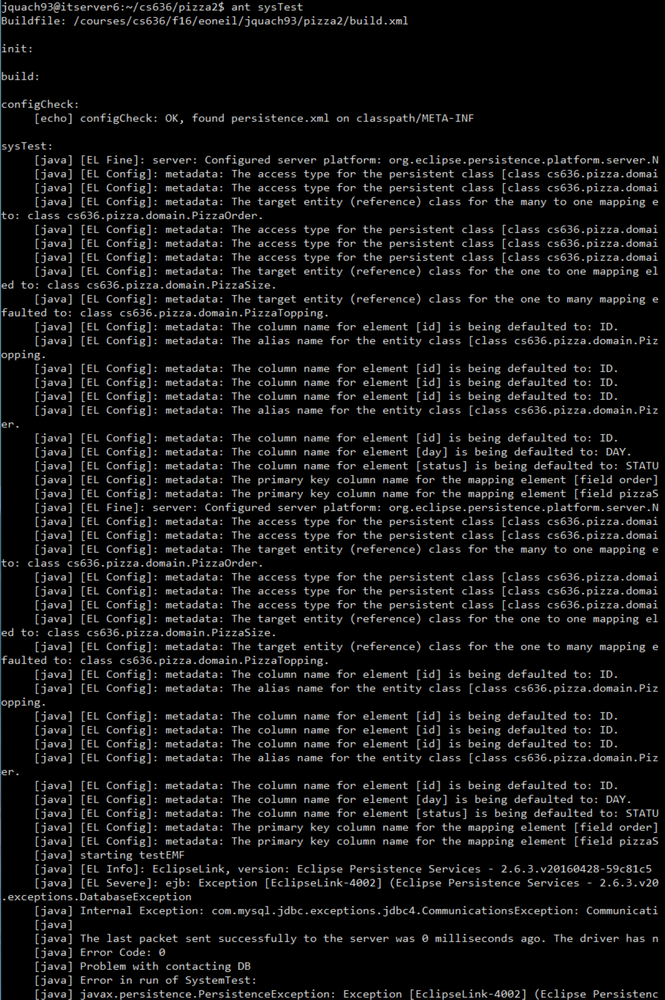 jquach93@itserver6:~/cs636/pizza2$ ant sysTest
Buildfile: /courses/cs636/f16/eoneil/jquach93/pizza2/build.xml
init:
build:
configCheck:
[echo] configCheck: OK, found persistence.xml on classpath/META-INF
sysTest:
[java] [EL Fine]: server: Configured server platform: org.eclipse.persistence.platform.server.N
[java] [EL Config]: metadata: The access type for the persistent class [class cs636.pizza.domai
[java] [EL Config]: metadata: The access type for the persistent class [class cs636.pizza.domai
[java] [EL Config]: metadata: The target entity (reference) class for the many to one mapping e
to: class cs636.pizza.domain.PizzaOrder.
[java] [EL Config]: metadata: The access type for the persistent class [class cs636.pizza.domai
[java] [EL Config]: metadata: The access type for the persistent class [class cs636.pizza.domai
[java] [EL Config]: metadata: The access type for the persistent class [class cs636.pizza.domai
[java] [EL Config]: metadata: The target entity (reference) class for the one to one mapping el
ed to: class cs636.pizza.domain.PizzaSize.
[java] [EL Config]: metadata: The target entity (reference) class for the one to many mapping e
faulted to: class cs636.pizza.domain.PizzaTopping.
[java] [EL Config]: metadata: The column name for element [id] is being defaulted to: ID.
[java] [EL Config]: metadata: The alias name for the entity class [class cs636.pizza.domain.Piz
opping.
[java] [EL Config]: metadata: The column name for element [id] is being defaulted to: ID.
[java] [EL Config]: metadata: The column name for element [id] is being defaulted to: ID.
[java] [EL Config]: metadata: The column name for element [id] is being defaulted to: ID.
[java] [EL Config]: metadata: The alias name for the entity class [class cs636.pizza.domain.Piz
er.
[java] [EL Config]: metadata: The column name for element [id] is being defaulted to: ID.
[java] [EL Config]: metadata: The column name for element [day] is being defaulted to: DAY.
[java] [EL Config]: metadata: The column name for element [status] is being defaulted to: STATU
[java] [EL Config]: metadata: The primary key column name for the mapping element [field order]
[java] [EL Config]: metadata: The primary key column name for the mapping element [field pizzaS
[java] [EL Fine]: server: Configured server platform: org.eclipse.persistence.platform.server.N
[java] [EL Config]: metadata: The access type for the persistent class [class cs636.pizza.domai
[java] [EL Config]: metadata: The access type for the persistent class [class cs636.pizza.domai
[java] [EL Config]: metadata: The target entity (reference) class for the many to one mapping e
to: class cs636.pizza.domain.PizzaOrder.
[java] [EL Config]: metadata: The access type for the persistent class [class cs636.pizza.domai
[java] [EL Config]: metadata: The access type for the persistent class [class cs636.pizza.domai
[java] [EL Config]: metadata: The access type for the persistent class [class cs636.pizza.domai
[java] [EL Config]: metadata: The target entity (reference) class for the one to one mapping el
ed to: class cs636.pizza.domain.PizzaSize.
[java] [EL Config]: metadata: The target entity (reference) class for the one to many mapping e
faulted to: class cs636.pizza.domain.PizzaTopping.
[java] [EL Config]: metadata: The column name for element [id] is being defaulted to: ID.
[java] [EL Config]: metadata: The alias name for the entity class [class cs636.pizza.domain.Piz
opping.
[java] [EL Config]: metadata: The column name for element [id] is being defaulted to: ID.
[java] [EL Config]: metadata: The column name for element [id] is being defaulted to: ID.
[java] [EL Config]: metadata: The column name for element [id] is being defaulted to: ID.
[java] [EL Config]: metadata: The alias name for the entity class [class cs636.pizza.domain.Piz
er.
[java] [EL Config]: metadata: The column name for element [id] is being defaulted to: ID.
[java] [EL Config]: metadata: The column name for element [day] is being defaulted to: DAY.
[java] [EL Config]: metadata: The column name for element [status] is being defaulted to: STATU
[java] [EL Config]: metadata: The primary key column name for the mapping element [field order]
[java] [EL Config]: metadata: The primary key column name for the mapping element [field pizzaS
[java] starting testEMF
[java] [EL Info]: EclipseLink, version: Eclipse Persistence Services - 2.6.3.v20160428-59c81c5
[java] [EL Severe]: ejb: Exception [EclipseLink-4002] (Eclipse Persistence Services - 2.6.3.v20
.exceptions.DatabaseException
[java] Internal Exception: com.mysql.jdbc.exceptions.jdbc4.CommunicationsException: Communicati
[java]
[java] The last packet sent successfully to the server was 0 milliseconds ago. The driver has n
[java] Error Code: 0
[java] Problem with contacting DB
[java] Error in run of SystemTest:
[java] javax.persistence.PersistenceException: Exception [EclipseLink-4002] (Eclipse Persistenc